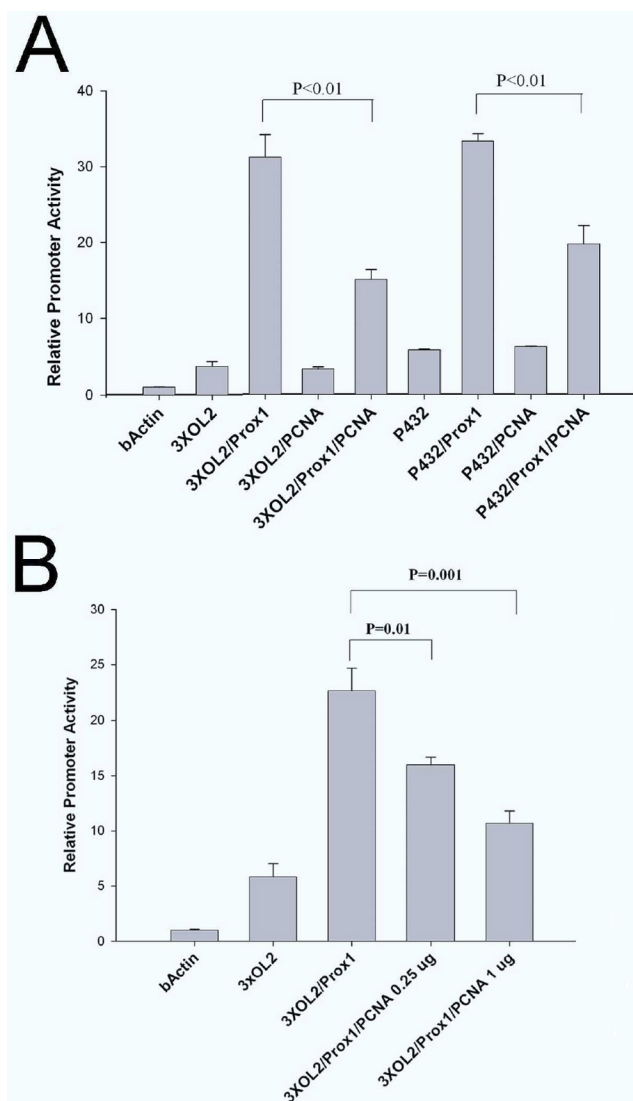 A
P<0.01
P<0.01
40
30
20
10
0
Relative Promoter Activity
bActin
3XOL2
3XOL2/Prox1
3XOL2/PCNA
3XOL2/Prox1/PCNA
P432
P432/Prox1
P432/PCNA
P432/Prox1/PCNA
B
P=0.001
P=0.01
30
25
20
15
10
5
0
Relative Promoter Activity
bActin
3xOL2
3XOL2/Prox1
3XOL2/Prox1/PCNA 0.25 ug
3XOL2/Prox1/PCNA 1 ug